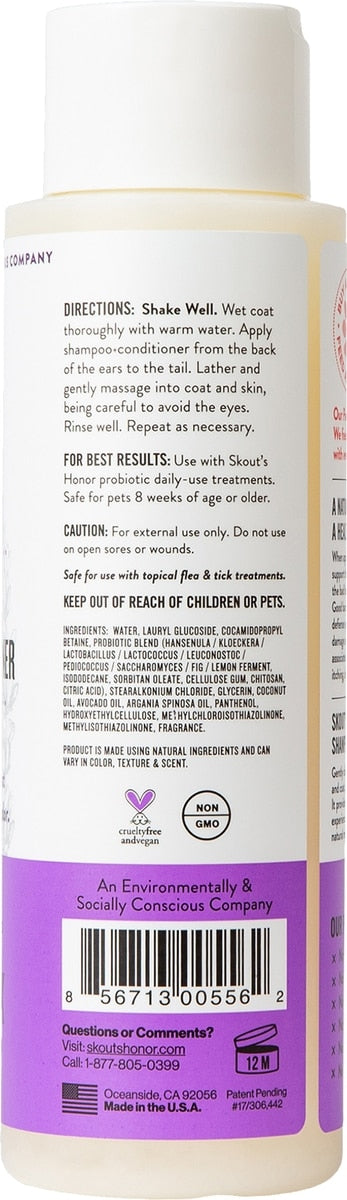 COMPANY
DIRECTIONS: Shake Well. Wet coat
thoroughly with warm water. Apply
shampoo+conditioner from the back
of the ears to the tail. Lather and
gently massage into coat and skin,
being careful to avoid the eyes.
Rinse well. Repeat as necessary.
FOR BEST RESULTS: Use with Skout's
Honor probiotic daily-use treatments.
Safe for pets 8 weeks of age or older.
CAUTION: For external use only. Do not use
on open sores or wounds.
Safe for use with topical flea & tick treatments.
KEEP OUT OF REACH OF CHILDREN OR PETS.
INGREDIENTS: WATER, LAURYL GLUCOSIDE, COCAMIDOPROPYL
BETAINE, PROBIOTIC BLEND (HANSENULA / KLOECKERA /
LACTOBACILLUS / LACTOCOCCUS / LEUCONOSTOC /
PEDIOCOCCUS / SACCHAROMYCES / FIG / LEMON FERMENT,
ISODODECANE, SORBITAN OLEATE, CELLULOSE GUM, CHITOSAN,
CITRIC ACID), STEARALKONIUM CHLORIDE, GLYCERIN, COCONUT
OIL, AVOCADO OIL, ARGANIA SPINOSA OIL, PANTHENOL,
HYDROXYETHYLCELLULOSE, METHYLCHLOROISOTHIAZOLINONE,
METHYLISOTHIAZOLINONE, FRAGRANCE.
PRODUCT IS MADE USING NATURAL INGREDIENTS AND CAN
VARY IN COLOR, TEXTURE & SCENT.
crueltyfree
andvegan
NON
GMO
An Environmentally &
Socially Conscious Company
8 56713 00556 2
Questions or Comments?
Visit: skoutshonor.com
Call: 1-877-805-0399
12 M
Oceanside, CA 92056
Made in the U.S.A.
Patent Pending
#17/306,442